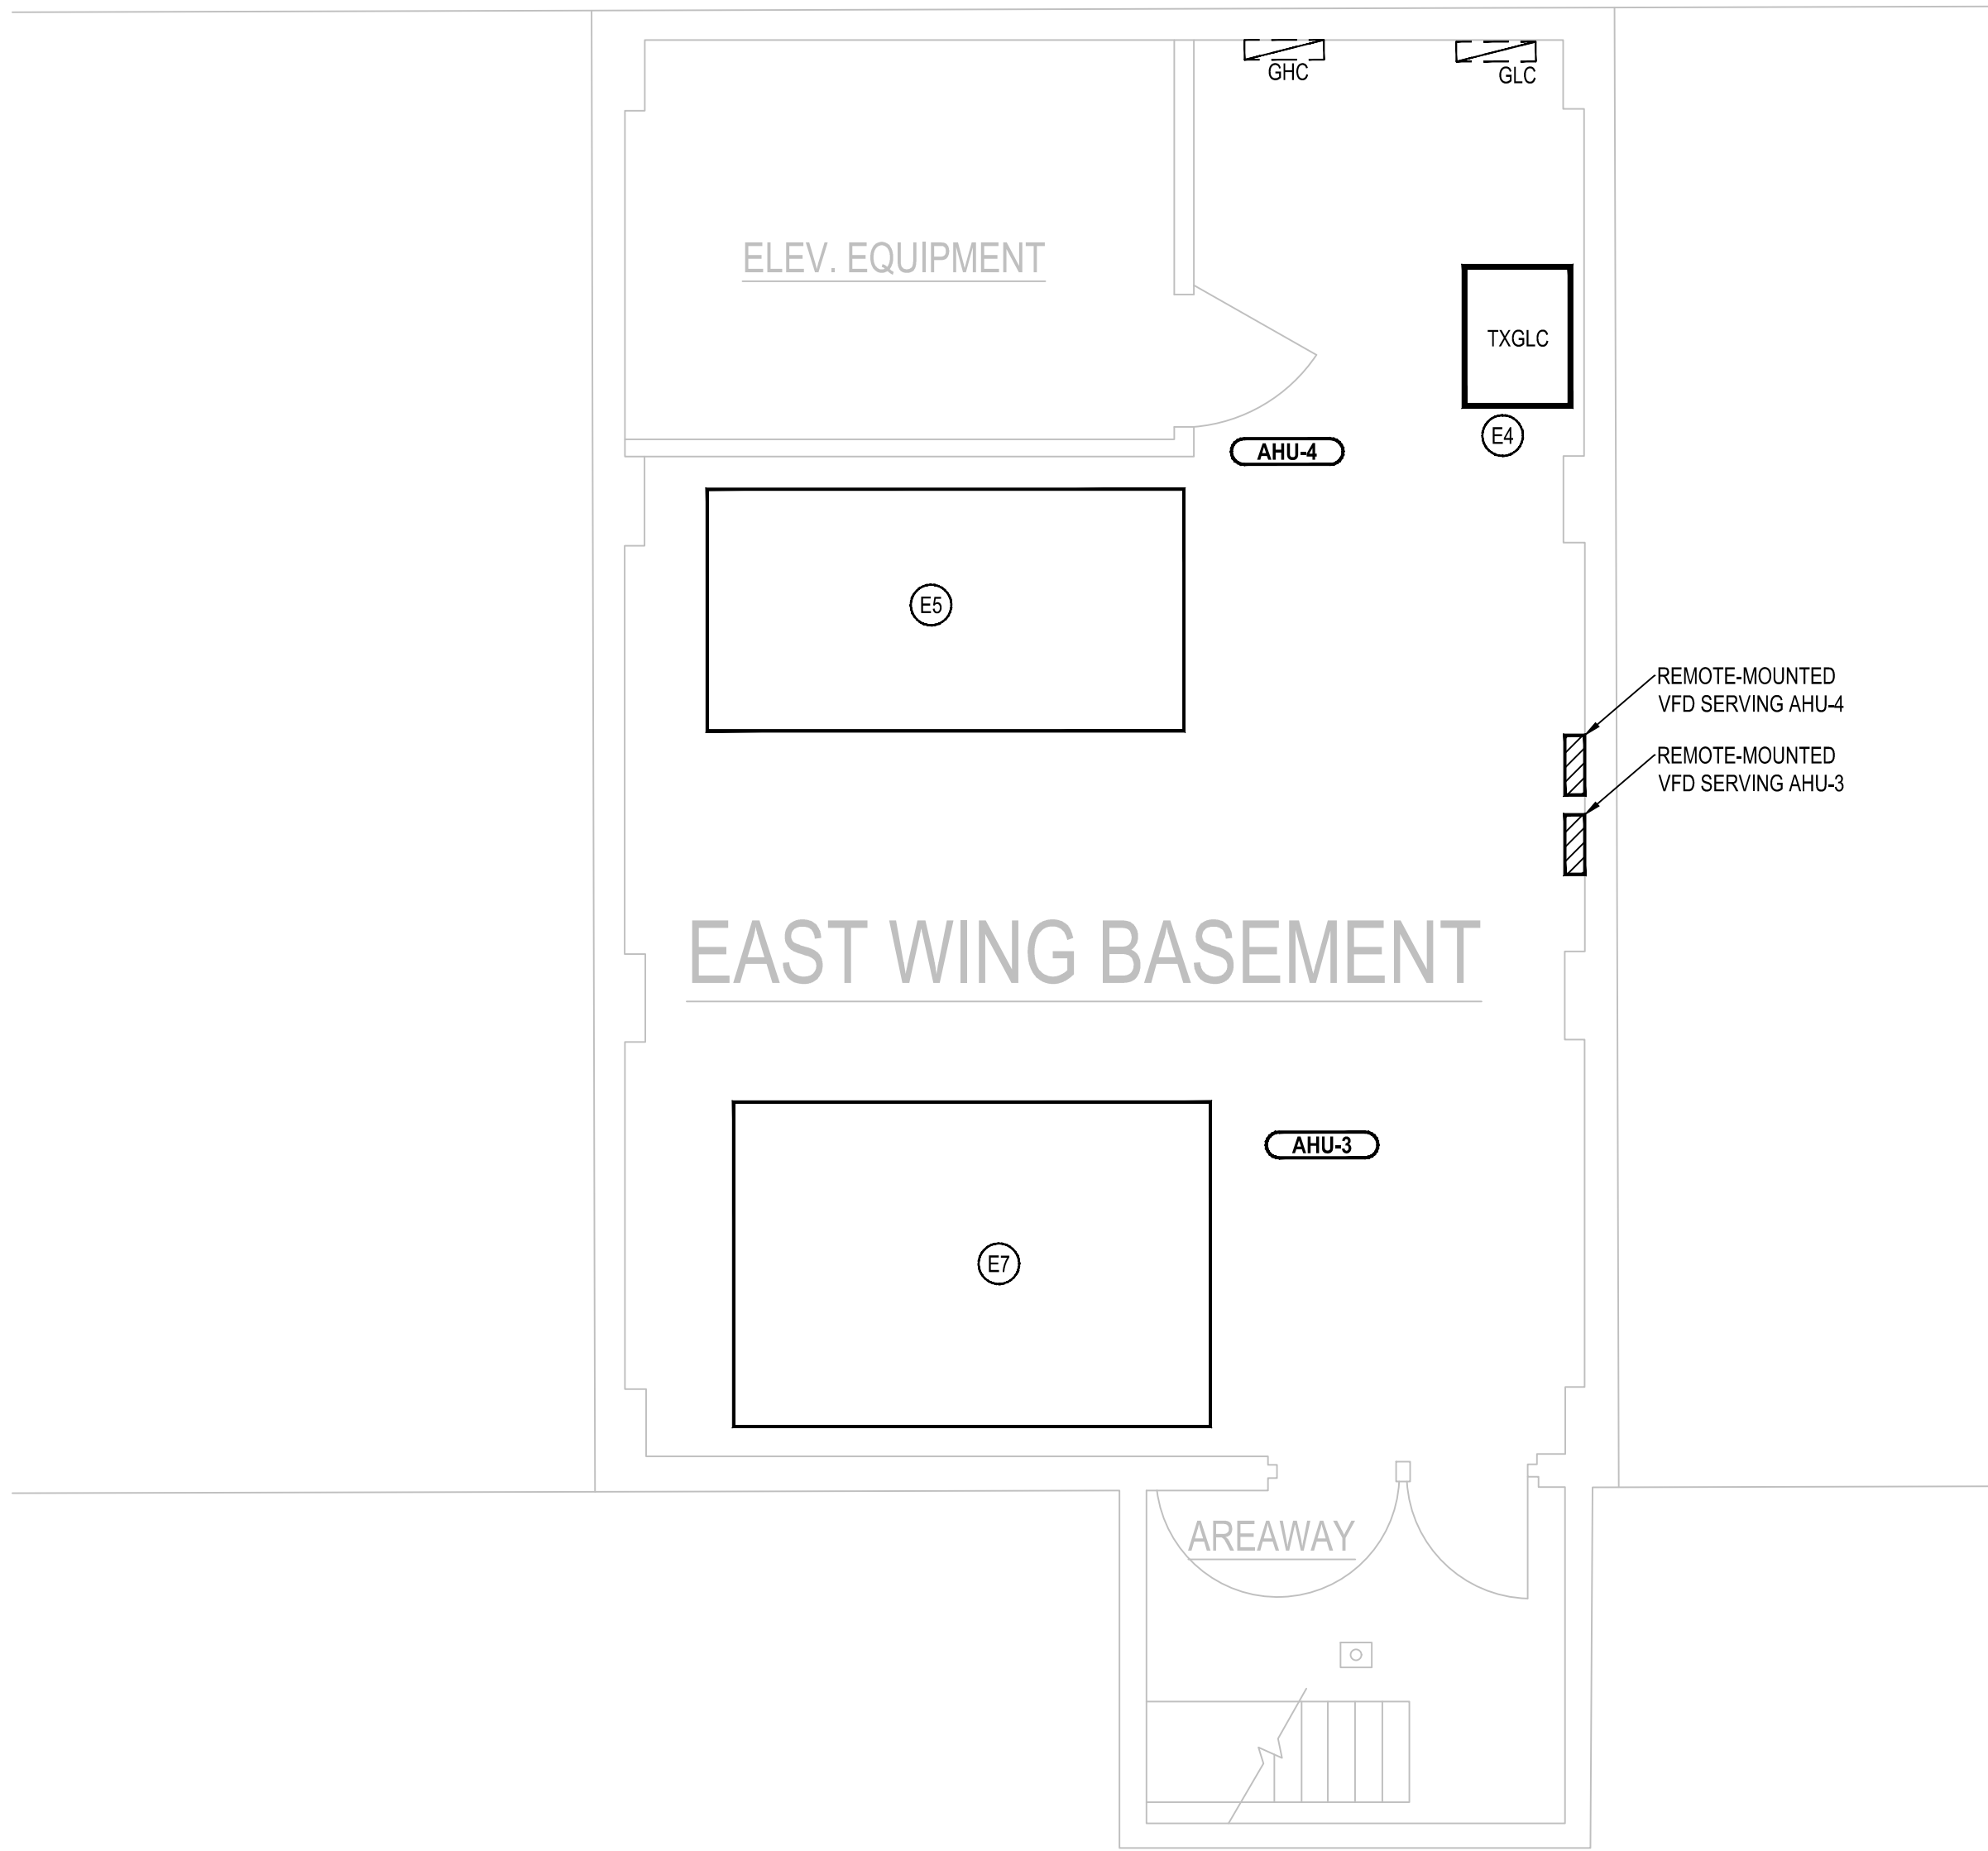 GHC
GLC
ELEV. EQUIPMENT
TXGLC
E4
AHU-4
E5
REMOTE-MOUNTED
VFD SERVING AHU-4
REMOTE-MOUNTED
VFD SERVING AHU-3
EAST WING BASEMENT
AHU-3
E7
AREAWAY